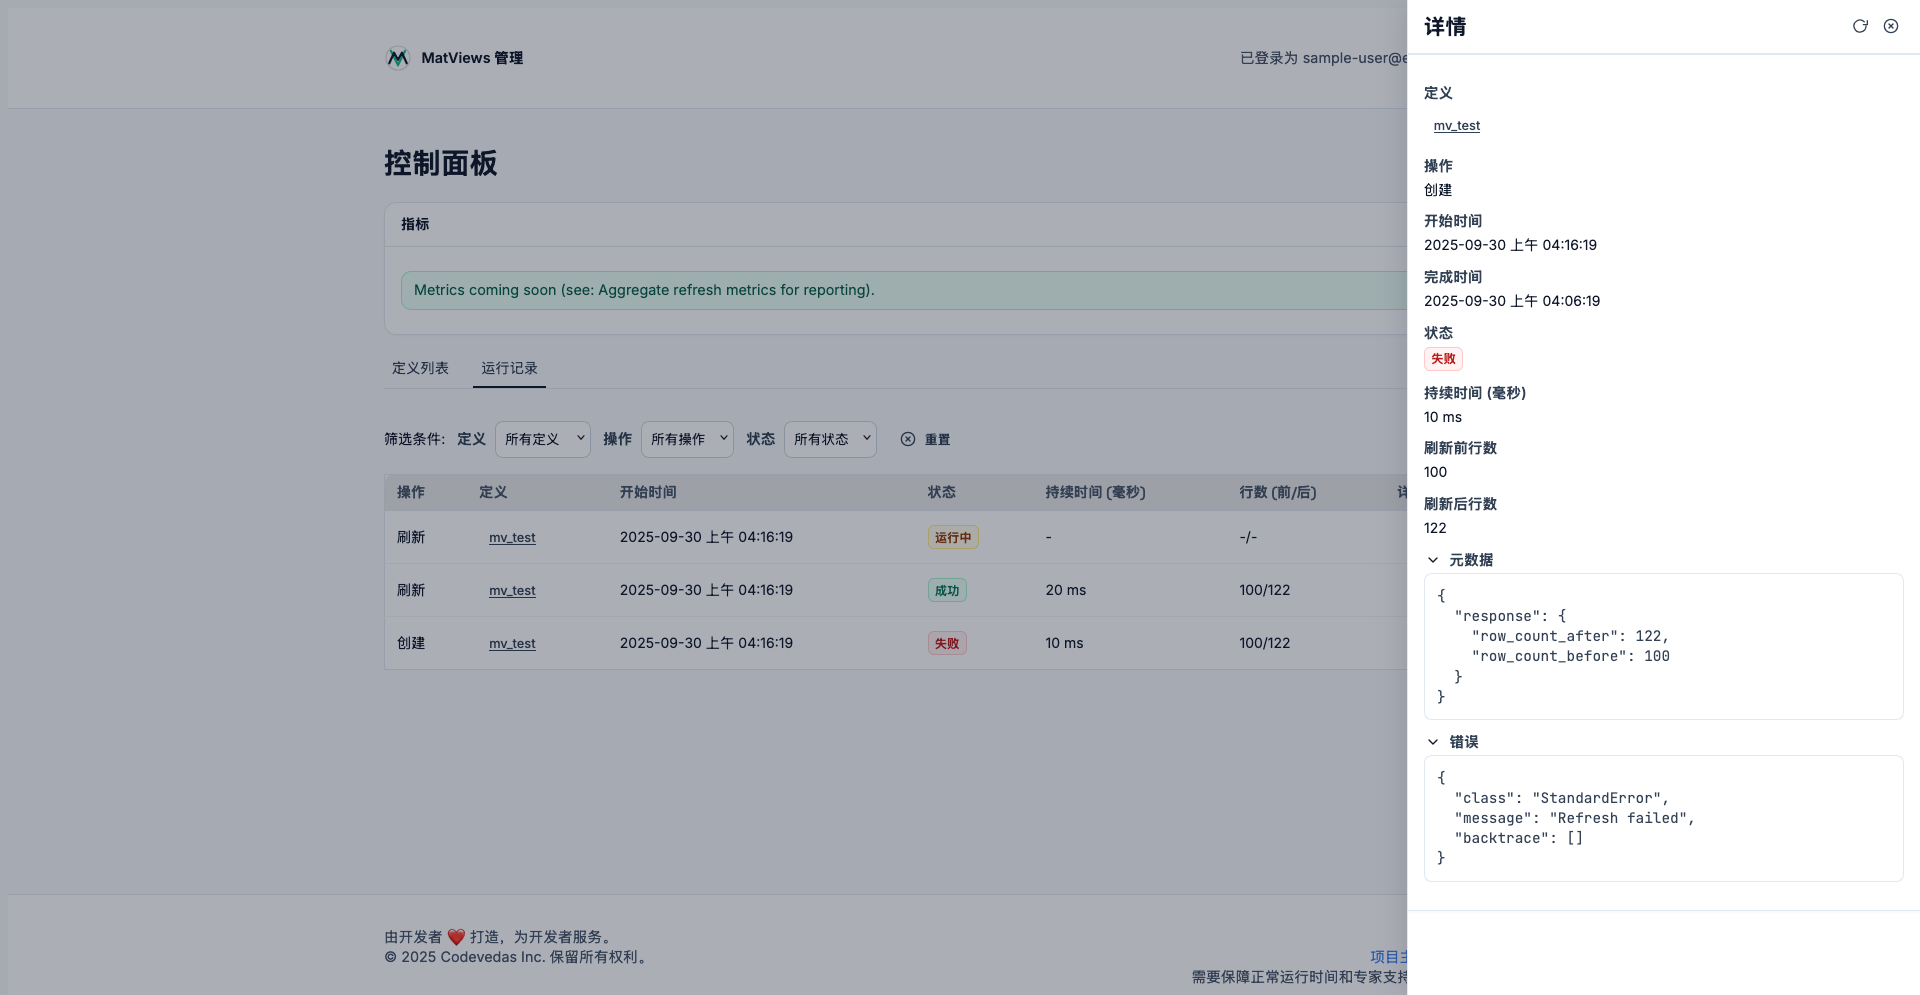 MatViews 管理
已登录为 sample-user@e
控制面板
指标
Metrics coming soon (see: Aggregate refresh metrics for reporting).
定义列表 运行记录
筛选条件: 定义 所有定义 操作 所有操作 状态 所有状态 重置
操作 定义 开始时间 状态 持续时间 (毫秒) 行数 (前/后) 详
刷新 mv_test 2025-09-30 上午 04:16:19 运行中 - -/-
刷新 mv_test 2025-09-30 上午 04:16:19 成功 20 ms 100/122
创建 mv_test 2025-09-30 上午 04:16:19 失败 10 ms 100/122
由开发者 ❤️ 打造，为开发者服务。
© 2025 Codevedas Inc. 保留所有权利。
项目主
需要保障正常运行时间和专家支持
详情
定义
mv_test
操作
创建
开始时间
2025-09-30 上午 04:16:19
完成时间
2025-09-30 上午 04:06:19
状态
失败
持续时间 (毫秒)
10 ms
刷新前行数
100
刷新后行数
122
元数据
{
  "response": {
    "row_count_after": 122,
    "row_count_before": 100
  }
}
错误
{
  "class": "StandardError",
  "message": "Refresh failed",
  "backtrace": []
}